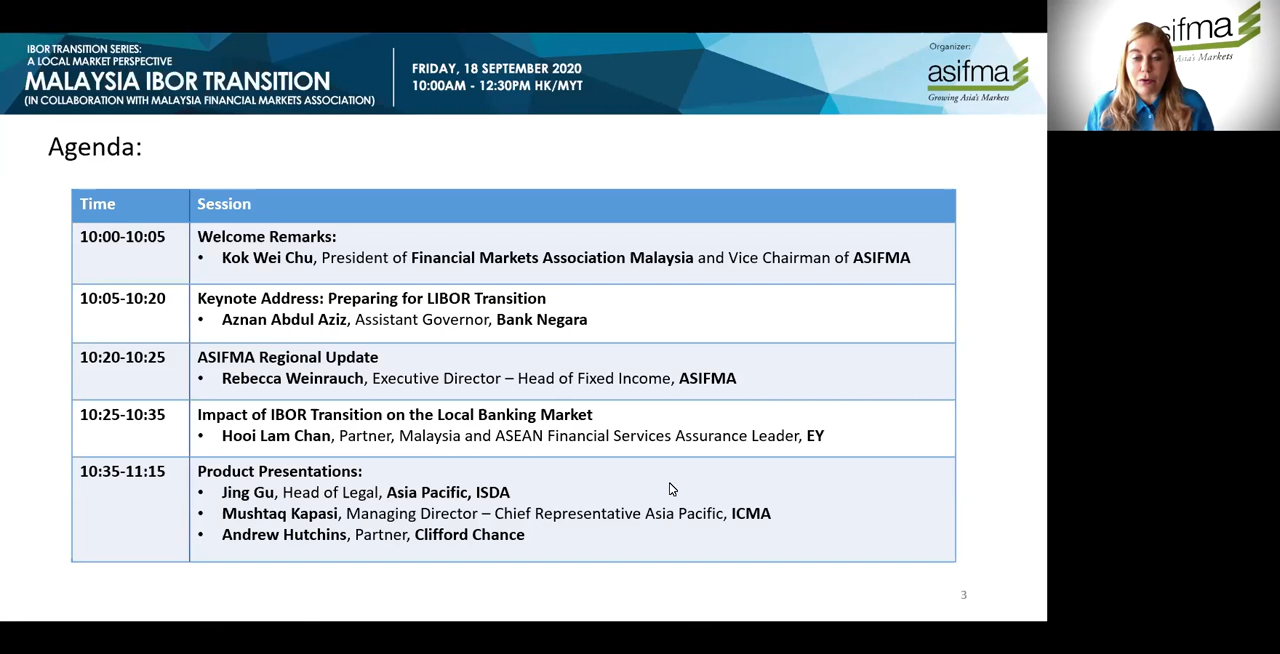 IBOR TRANSITION SERIES:
A LOCAL MARKET PERSPECTIVE
MALAYSIA IBOR TRANSITION
(IN COLLABORATION WITH MALAYSIA FINANCIAL MARKETS ASSOCIATION)
FRIDAY, 18 SEPTEMBER 2020
10:00AM - 12:30PM HK/MYT
Organizer:
asifma
Growing Asia's Markets
sifma
Asia's Markets
Agenda:
Time Session
10:00-10:05 Welcome Remarks:
• Kok Wei Chu, President of Financial Markets Association Malaysia and Vice Chairman of ASIFMA
10:05-10:20 Keynote Address: Preparing for LIBOR Transition
• Aznan Abdul Aziz, Assistant Governor, Bank Negara
10:20-10:25 ASIFMA Regional Update
• Rebecca Weinrauch, Executive Director – Head of Fixed Income, ASIFMA
10:25-10:35 Impact of IBOR Transition on the Local Banking Market
• Hooi Lam Chan, Partner, Malaysia and ASEAN Financial Services Assurance Leader, EY
10:35-11:15 Product Presentations:
• Jing Gu, Head of Legal, Asia Pacific, ISDA
• Mushtaq Kapasi, Managing Director – Chief Representative Asia Pacific, ICMA
• Andrew Hutchins, Partner, Clifford Chance
3